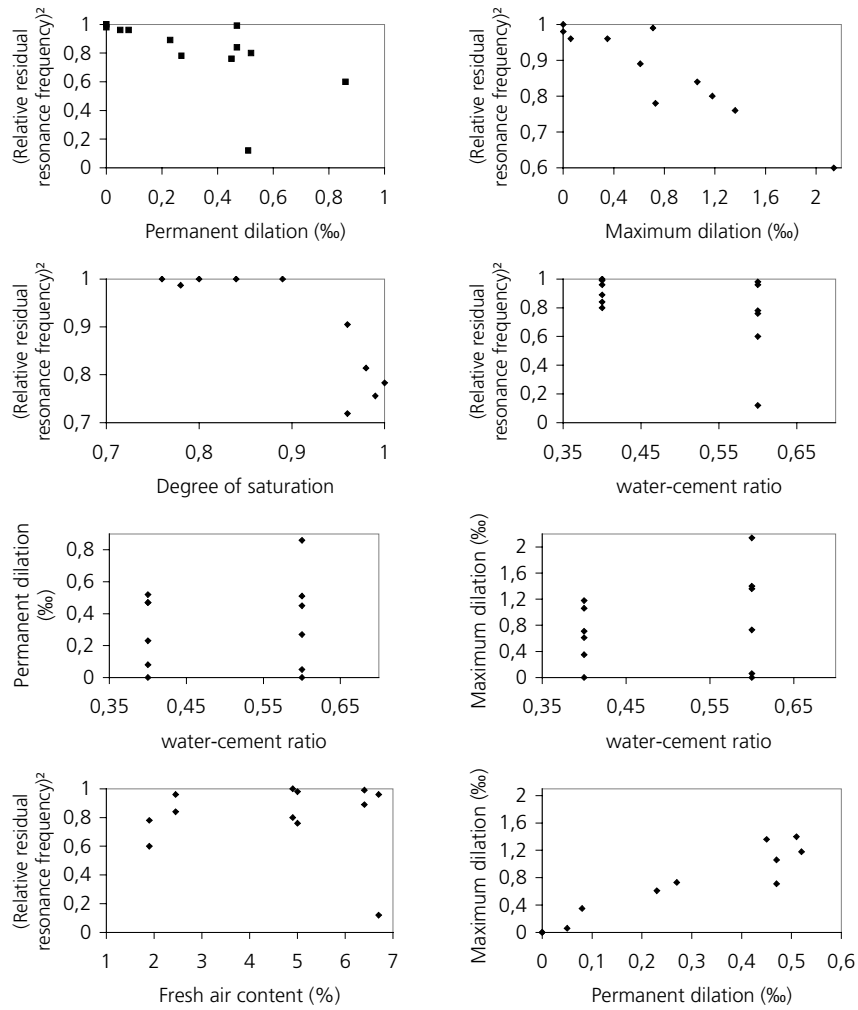 (Relative residual
resonance frequency)²
1
0,8
0,6
0,4
0,2
0
0 0,2 0,4 0,6 0,8 1
Permanent dilation (‰)
(Relative residual
resonance frequency)²
1
0,9
0,8
0,7
0,6
0 0,4 0,8 1,2 1,6 2
Maximum dilation (‰)
(Relative residual
resonance frequency)²
1
0,9
0,8
0,7
0,7 0,8 0,9 1
Degree of saturation
(Relative residual
resonance frequency)²
1
0,8
0,6
0,4
0,2
0
0,35 0,45 0,55 0,65
water-cement ratio
Permanent dilation
(‰)
0,8
0,6
0,4
0,2
0
0,35 0,45 0,55 0,65
water-cement ratio
Maximum dilation (‰)
2
1,6
1,2
0,8
0,4
0
0,35 0,45 0,55 0,65
water-cement ratio
(Relative residual
resonance frequency)²
1
0,8
0,6
0,4
0,2
0
1 2 3 4 5 6 7
Fresh air content (%)
Maximum dilation (‰)
2
1,6
1,2
0,8
0,4
0
0 0,1 0,2 0,3 0,4 0,5 0,6
Permanent dilation (‰)